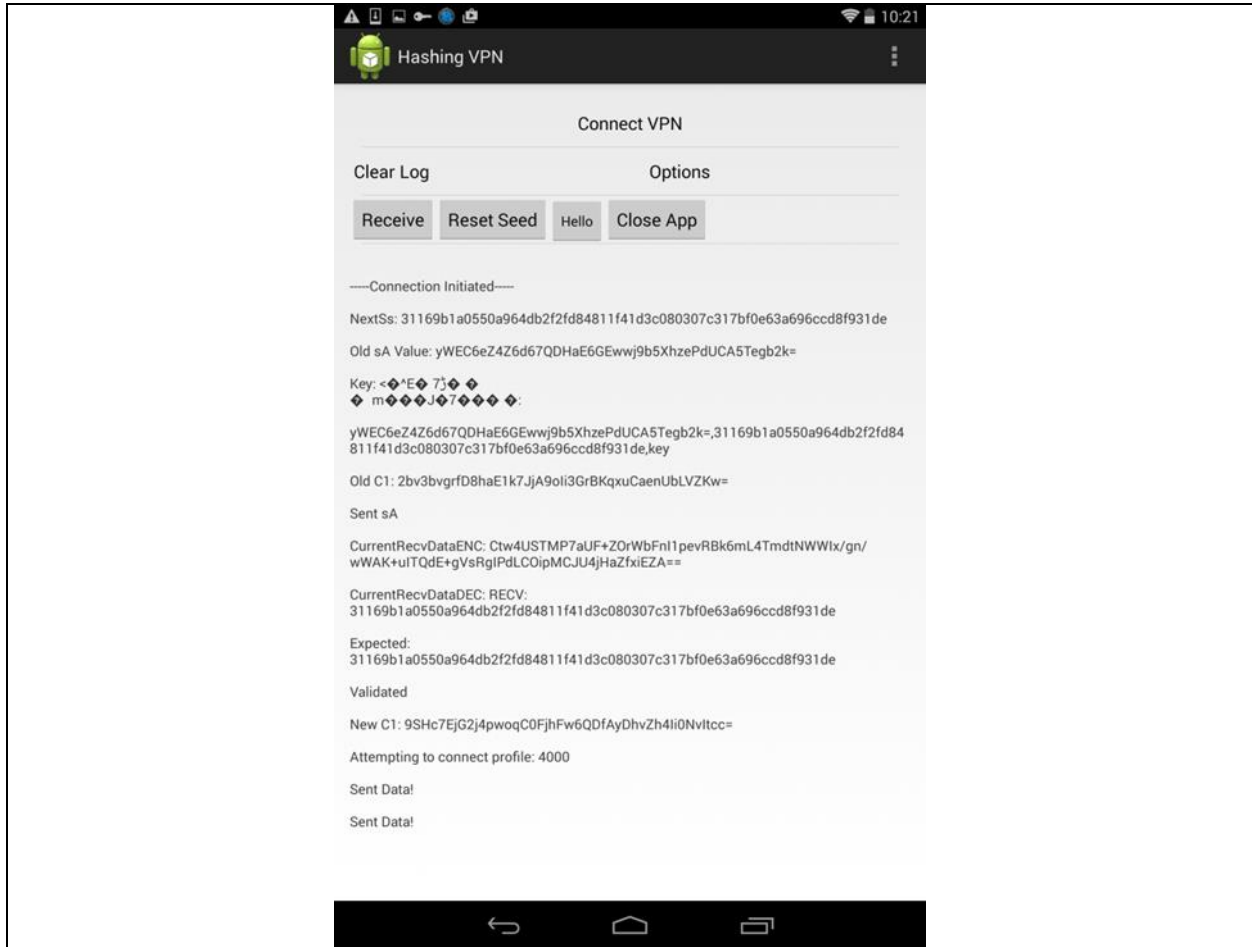 10:21
Hashing VPN
Connect VPN
Clear Log Options
Receive Reset Seed Hello Close App
-----Connection Initiated-----
NextSs: 31169b1a0550a964db2f2fd84811f41d3c080307c317bf0e63a696ccd8f931de
Old sA Value: yWEC6eZ4Z6d67QDHaE6GEwwj9b5XhzePdUCA5Tegb2k=
Key: <�^E� 7�� �
� m���J�7��� �:
yWEC6eZ4Z6d67QDHaE6GEwwj9b5XhzePdUCA5Tegb2k=,31169b1a0550a964db2f2fd84
811f41d3c080307c317bf0e63a696ccd8f931de,key
Old C1: 2bv3bvgrfD8haE1k7JjA9oIi3GrBKqxuCaenUbLVZKw=
Sent sA
CurrentRecvDataENC: Ctw4USTMP7aUF+ZOrWbFnI1pevRBk6mL4TmdtNWWIx/gn/
wWAK+uITQdE+gVsRgIPdLCOipMCJU4jHaZfxiEZA==
CurrentRecvDataDEC: RECV:
31169b1a0550a964db2f2fd84811f41d3c080307c317bf0e63a696ccd8f931de
Expected:
31169b1a0550a964db2f2fd84811f41d3c080307c317bf0e63a696ccd8f931de
Validated
New C1: 9SHc7EjG2j4pwoqC0FjhFw6QDfAyDhvZh4Ii0NvItcc=
Attempting to connect profile: 4000
Sent Data!
Sent Data!